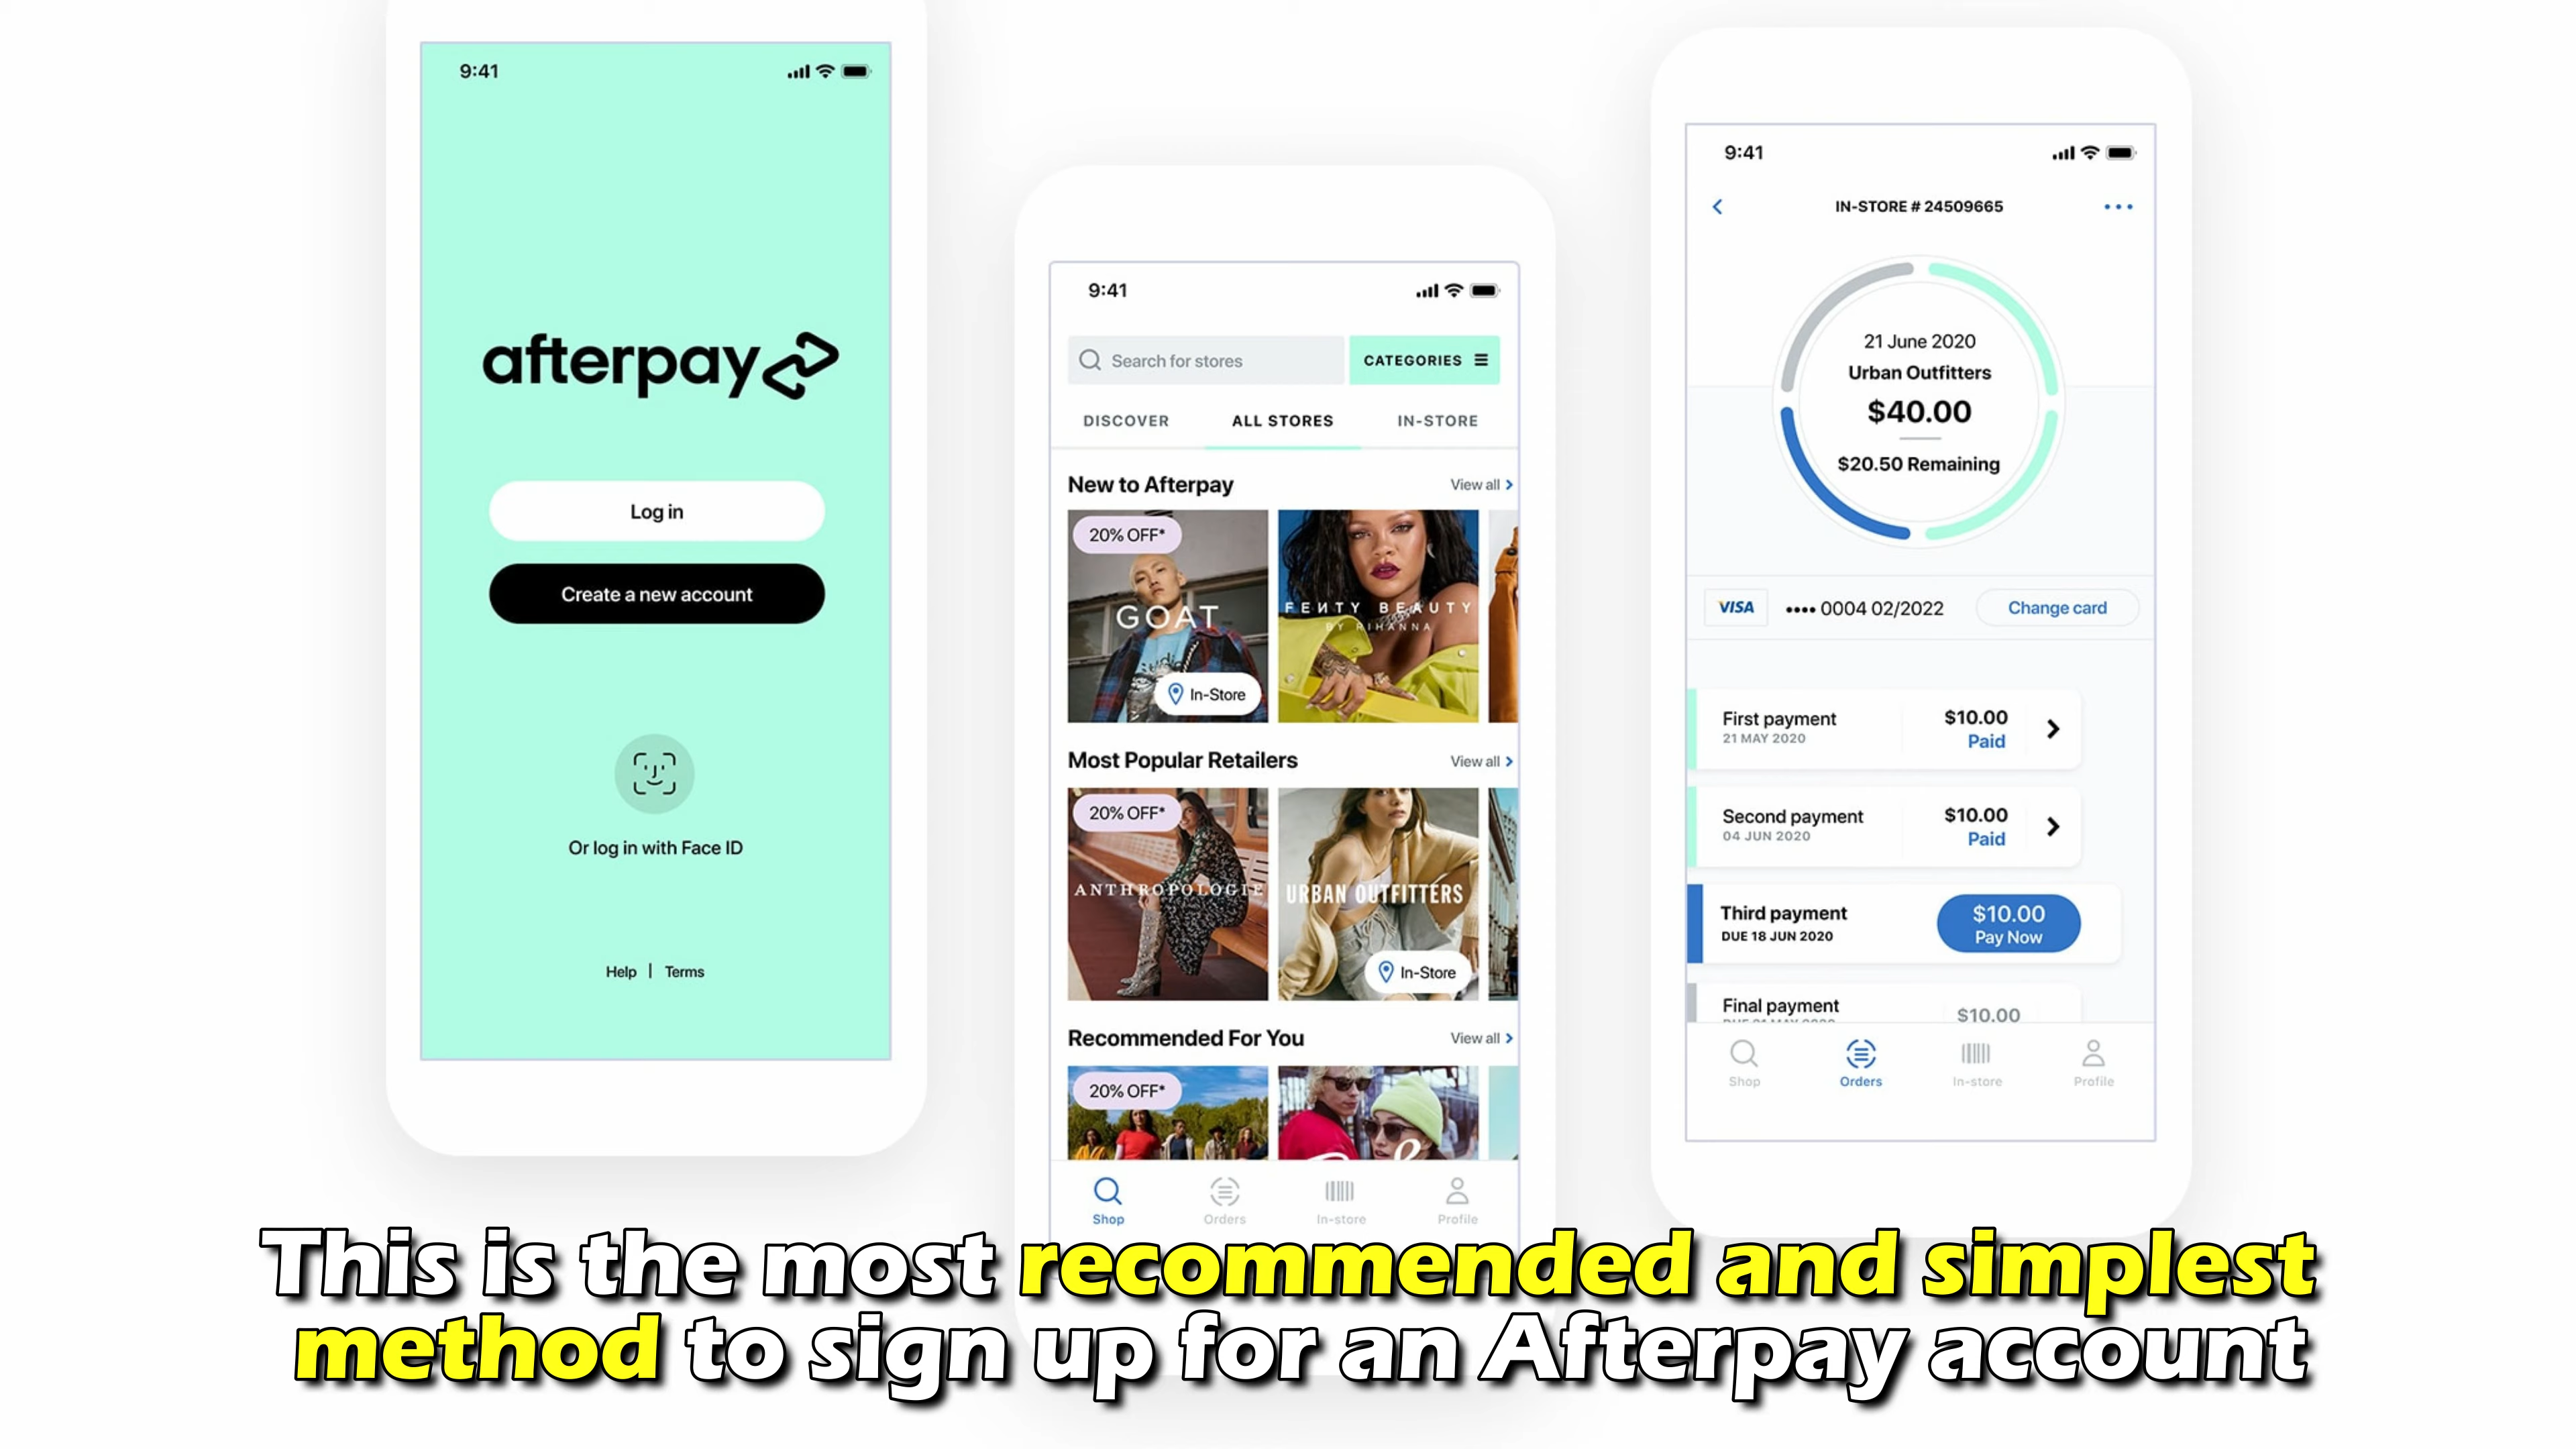 9:41
afterpay
Log in
Create a new account
Or log in with Face ID
Help | Terms
9:41
Search for stores
CATEGORIES
DISCOVER
ALL STORES
IN-STORE
New to Afterpay
View all
20% OFF*
GOAT
In-Store
FENTY BEAUTY
BY RIHANNA
Most Popular Retailers
View all
20% OFF*
ANTHROPOLOGIE
URBAN OUTFITTERS
In-Store
Recommended For You
View all
20% OFF*
Shop
Orders
In-store
Profile
9:41
IN-STORE # 24509665
21 June 2020
Urban Outfitters
$40.00
$20.50 Remaining
VISA
•••• 0004 02/2022
Change card
First payment
21 MAY 2020
$10.00
Paid
Second payment
04 JUN 2020
$10.00
Paid
Third payment
DUE 18 JUN 2020
$10.00
Pay Now
Final payment
$10.00
Shop
Orders
In-store
Profile
This is the most recommended and simplest
method to sign up for an Afterpay account